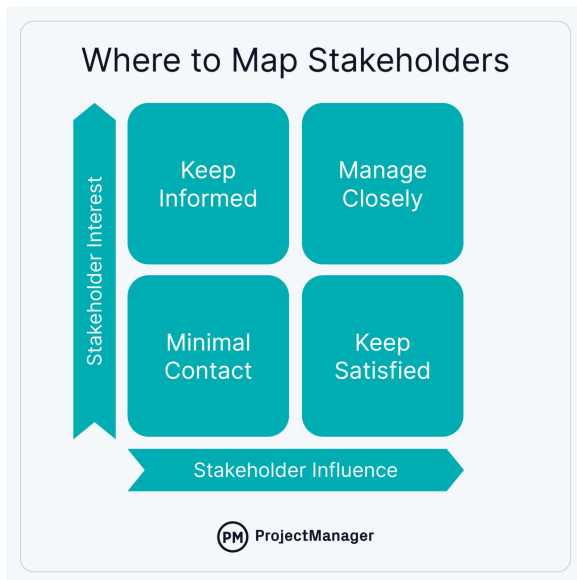 Where to Map Stakeholders
Stakeholder Interest
Keep
Informed
Manage
Closely
Minimal
Contact
Keep
Satisfied
Stakeholder Influence
PM ProjectManager